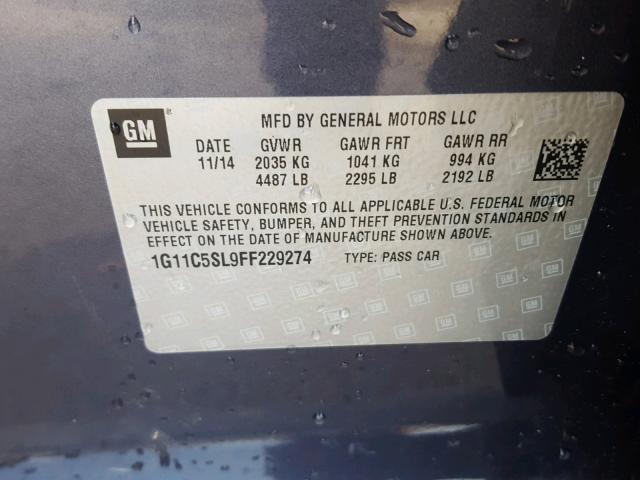 GM
MFD BY GENERAL MOTORS LLC
DATE GVWR GAWR FRT GAWR RR
11/14 2035 KG 1041 KG 994 KG
4487 LB 2295 LB 2192 LB
THIS VEHICLE CONFORMS TO ALL APPLICABLE U.S. FEDERAL MOTOR
VEHICLE SAFETY, BUMPER, AND THEFT PREVENTION STANDARDS IN
EFFECT ON THE DATE OF MANUFACTURE SHOWN ABOVE.
1G11C5SL9FF229274 TYPE: PASS CAR